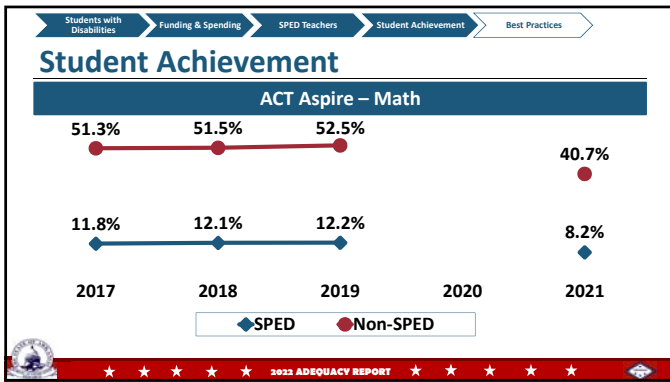 Students with
Disabilities
Funding & Spending
SPED Teachers
Student Achievement
Best Practices
Student Achievement
ACT Aspire – Math
51.3%
51.5%
52.5%
40.7%
11.8%
12.1%
12.2%
8.2%
2017
2018
2019
2020
2021
SPED
Non-SPED
2022 ADEQUACY REPORT